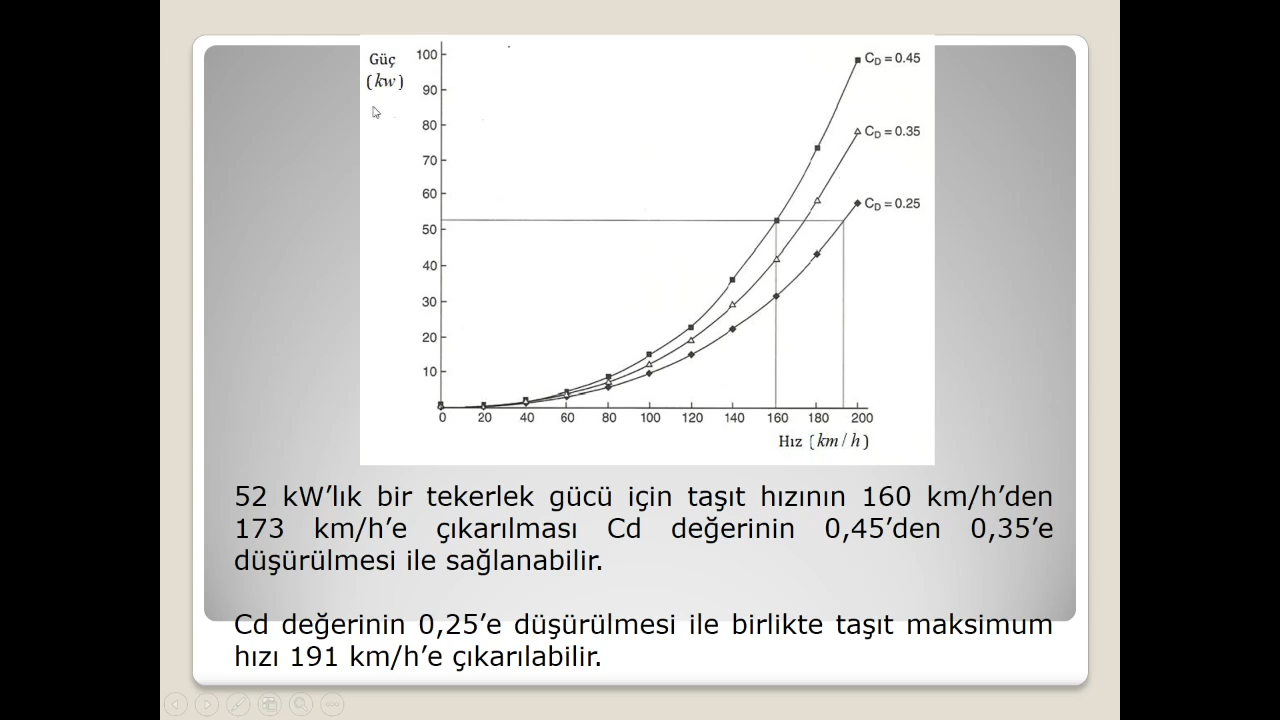 Güç
(kw)
100
90
80
70
60
50
40
30
20
10
0 20 40 60 80 100 120 140 160 180 200
Hız (km/h)
CD = 0.45
CD = 0.35
CD = 0.25
52 kW’lık bir tekerlek gücü için taşıt hızının 160 km/h’den
173 km/h’e çıkarılması Cd değerinin 0,45’den 0,35’e
düşürülmesi ile sağlanabilir.
Cd değerinin 0,25’e düşürülmesi ile birlikte taşıt maksimum
hızı 191 km/h’e çıkarılabilir.